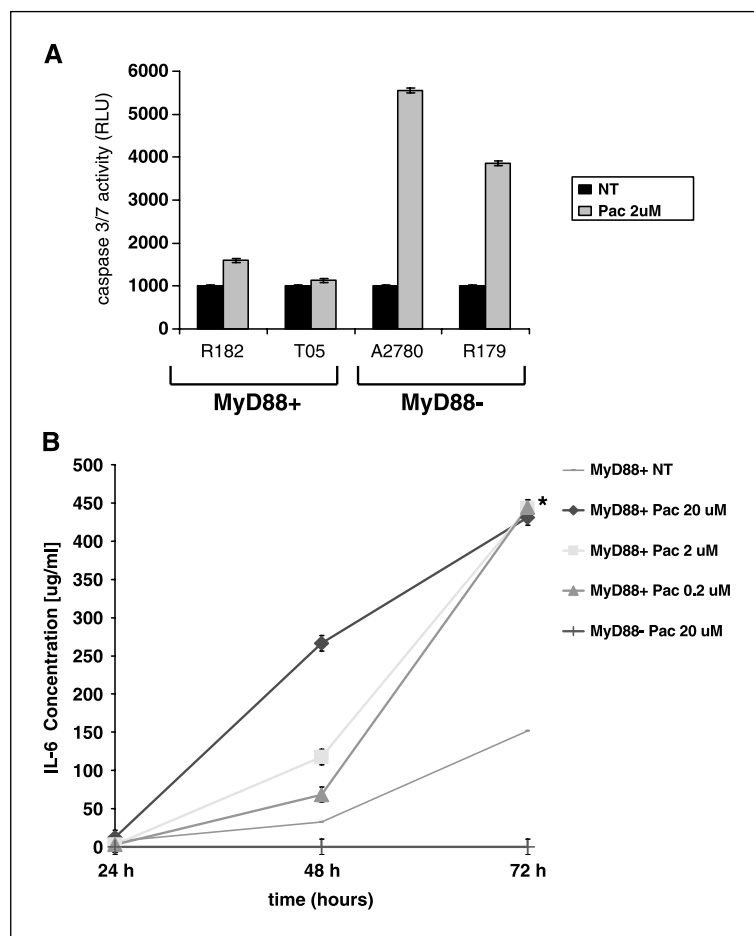 A
caspase 3/7 activity (RLU)
6000
5000
4000
3000
2000
1000
0
NT
Pac 2uM
R182 T05 A2780 R179
MyD88+ MyD88-
B
IL-6 Concentration [ug/ml]
500
450
400
350
300
250
200
150
100
50
0
*
24 h 48 h 72 h
time (hours)
MyD88+ NT
MyD88+ Pac 20 uM
MyD88+ Pac 2 uM
MyD88+ Pac 0.2 uM
MyD88- Pac 20 uM